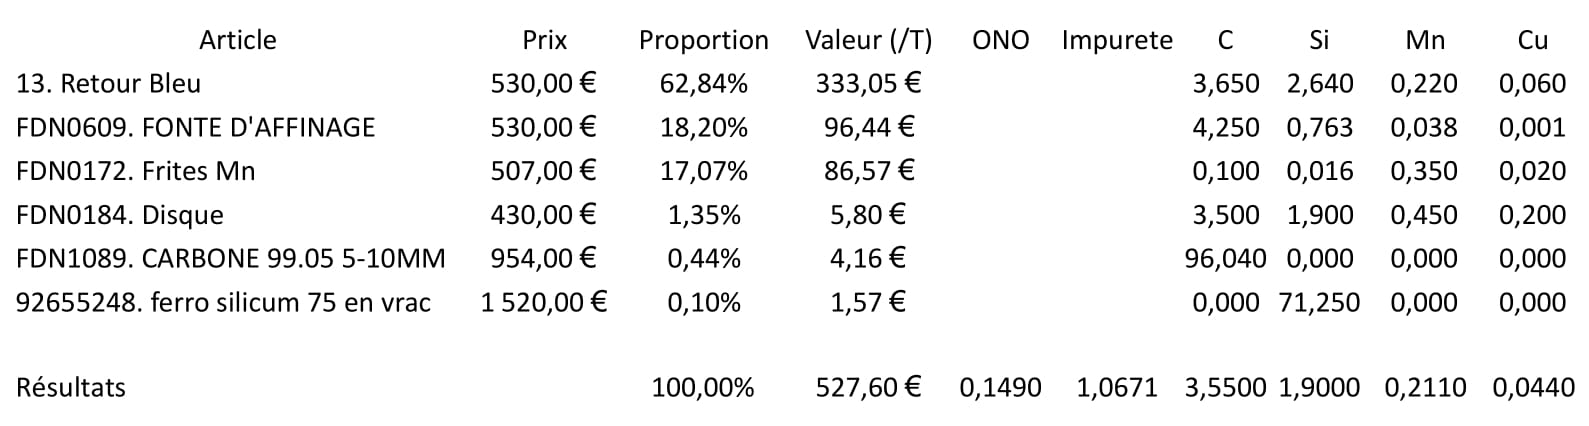 Article Prix Proportion Valeur (/T) ONO Impurete C Si Mn Cu
13. Retour Bleu 530,00 € 62,84% 333,05 € 3,650 2,640 0,220 0,060
FDN0609. FONTE D'AFFINAGE 530,00 € 18,20% 96,44 € 4,250 0,763 0,038 0,001
FDN0172. Frites Mn 507,00 € 17,07% 86,57 € 0,100 0,016 0,350 0,020
FDN0184. Disque 430,00 € 1,35% 5,80 € 3,500 1,900 0,450 0,200
FDN1089. CARBONE 99.05 5-10MM 954,00 € 0,44% 4,16 € 96,040 0,000 0,000 0,000
92655248. ferro silicum 75 en vrac 1 520,00 € 0,10% 1,57 € 0,000 71,250 0,000 0,000
Résultats 100,00% 527,60 € 0,1490 1,0671 3,5500 1,9000 0,2110 0,0440